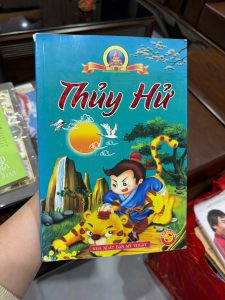 Thủy Hử
NHÀ XUẤT BẢN MỸ THUẬT